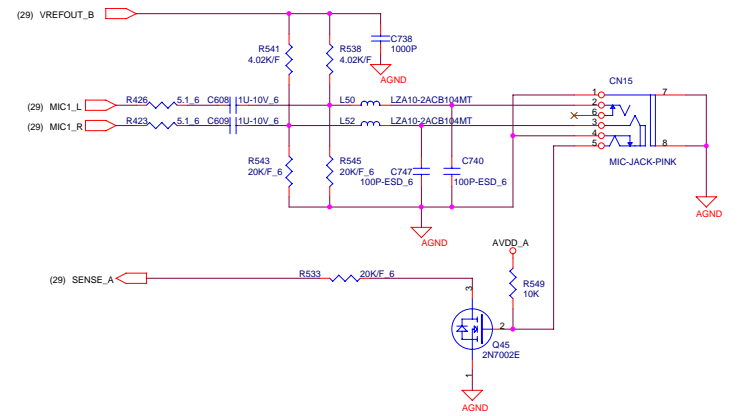 (29) VREFOUT_B
C738
1000P
AGND
R541
4.02K/F
R538
4.02K/F
CN15
(29) MIC1_L
R426
5.1_6
C608
1U-10V_6
L50
LZA10-2ACB104MT
(29) MIC1_R
R423
5.1_6
C609
1U-10V_6
L52
LZA10-2ACB104MT
1
2
6
3
4
5
7
8
MIC-JACK-PINK
R543
20K/F_6
R545
20K/F_6
C747
100P-ESD_6
C740
100P-ESD_6
AGND
AGND
AVDD_A
(29) SENSE_A
R533
20K/F_6
R549
10K
3
2
1
Q45
2N7002E
AGND